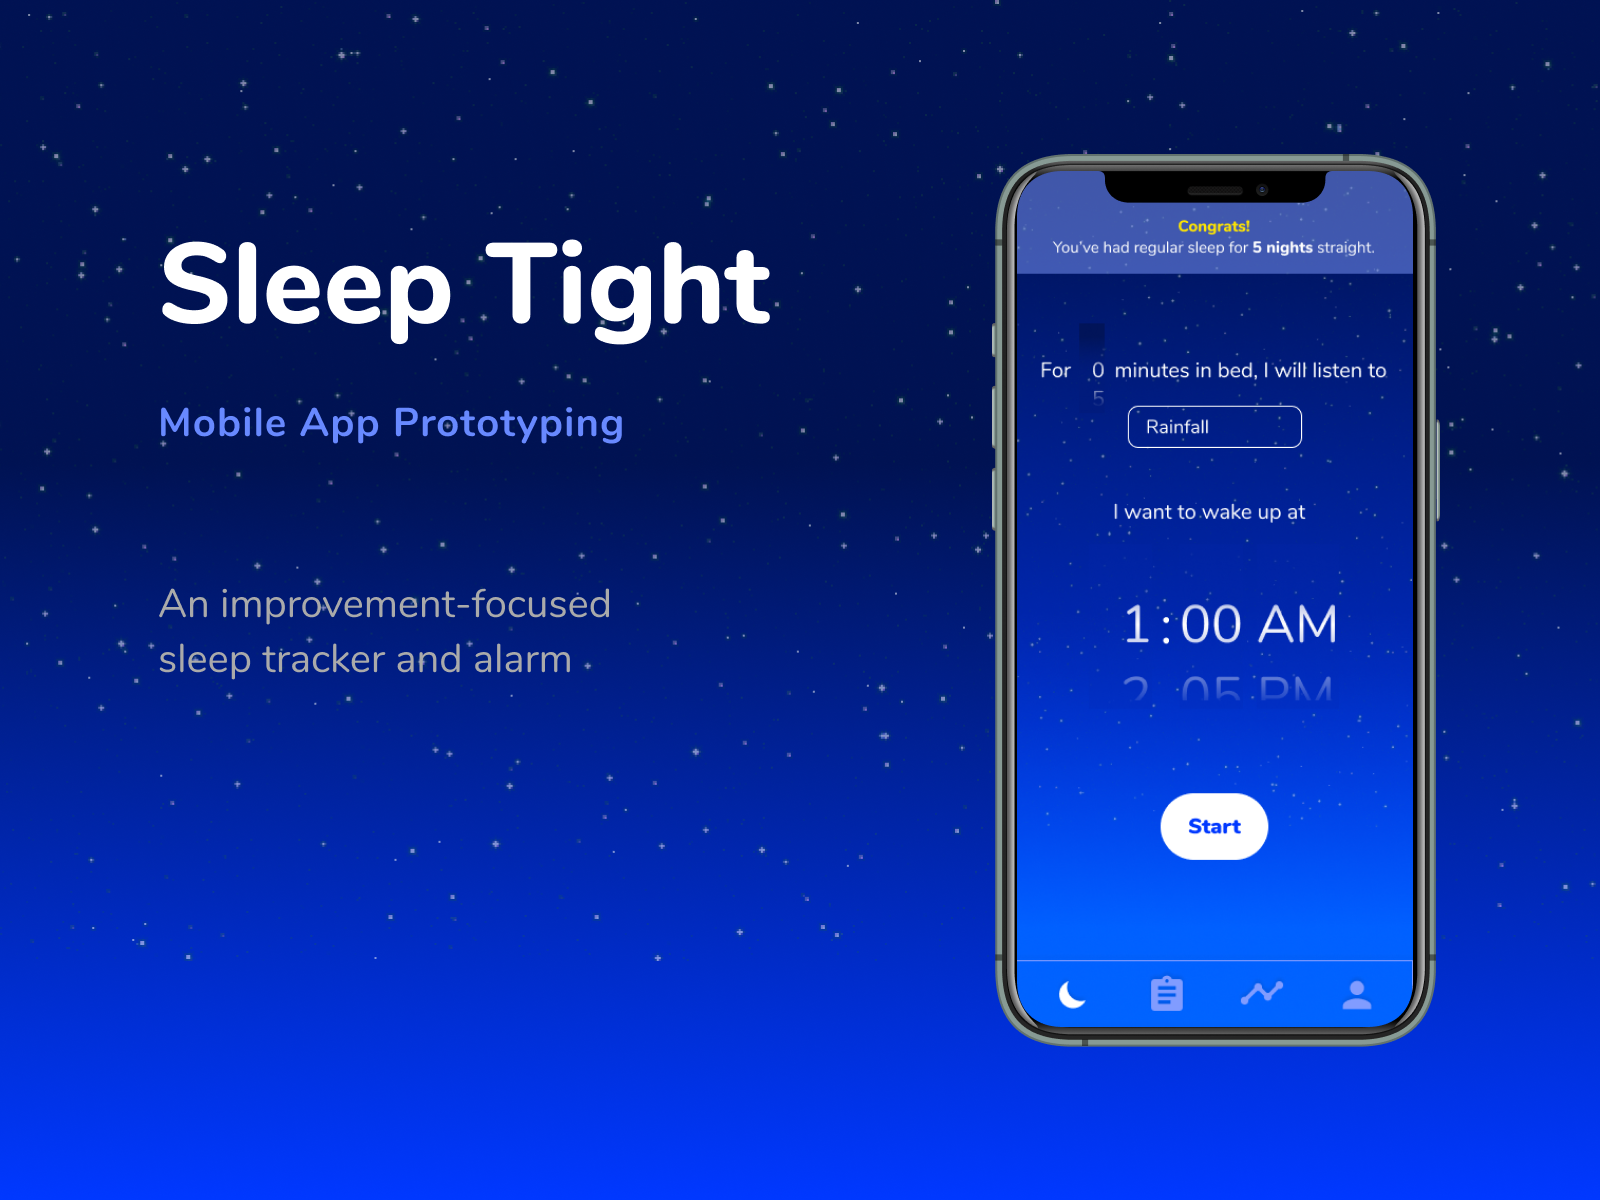 Sleep Tight
Mobile App Prototyping
An improvement-focused
sleep tracker and alarm
Congrats!
You've had regular sleep for 5 nights straight.
For 0 minutes in bed, I will listen to
5
Rainfall
I want to wake up at
1:00 AM
2 05 PM
Start